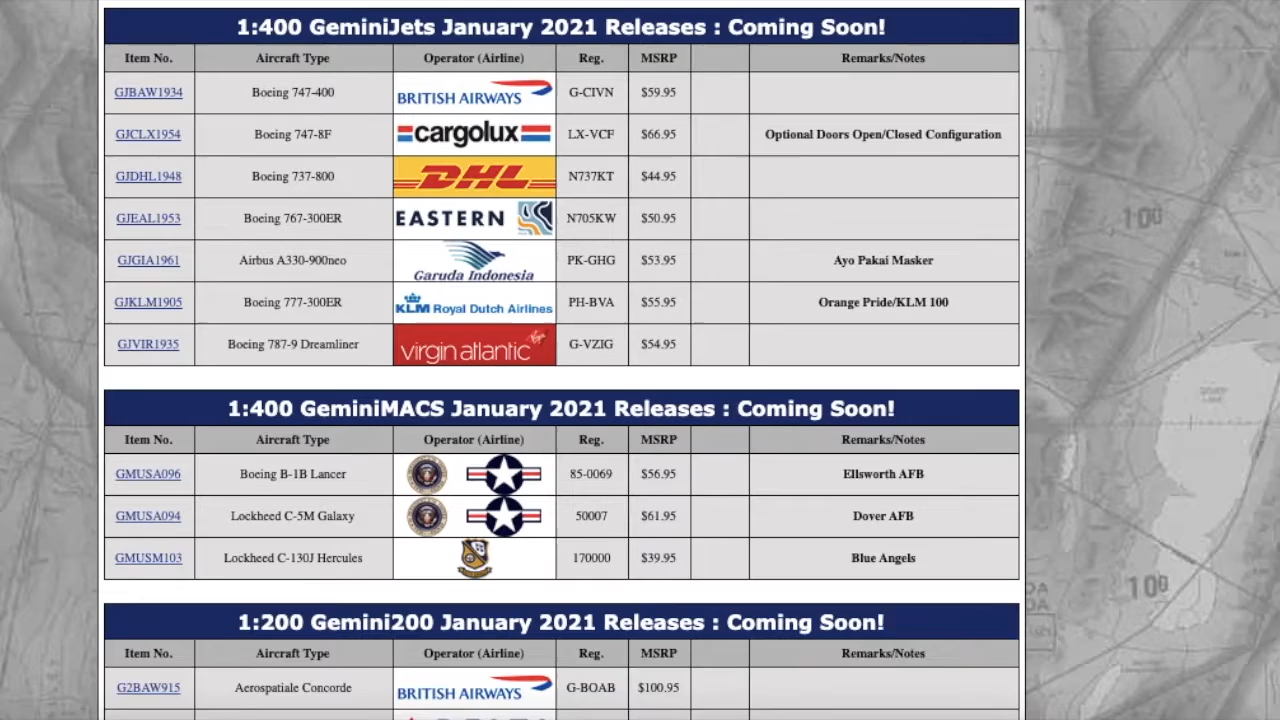 1:400 GeminiJets January 2021 Releases : Coming Soon!
Item No. Aircraft Type Operator (Airline) Reg. MSRP Remarks/Notes
GJBAW1934 Boeing 747-400 BRITISH AIRWAYS G-CIVN $59.95
GJCLX1954 Boeing 747-8F cargolux LX-VCF $66.95 Optional Doors Open/Closed Configuration
GJDHL1948 Boeing 737-800 DHL N737KT $44.95
GJEAL1953 Boeing 767-300ER EASTERN N705KW $50.95
GJGIA1961 Airbus A330-900neo Garuda Indonesia PK-GHG $53.95 Ayo Pakai Masker
GJKLM1905 Boeing 777-300ER KLM Royal Dutch Airlines PH-BVA $55.95 Orange Pride/KLM 100
GJVIR1935 Boeing 787-9 Dreamliner virgin atlantic G-VZIG $54.95
1:400 GeminiMACS January 2021 Releases : Coming Soon!
Item No. Aircraft Type Operator (Airline) Reg. MSRP Remarks/Notes
GMUSA096 Boeing B-1B Lancer 85-0069 $56.95 Ellsworth AFB
GMUSA094 Lockheed C-5M Galaxy 50007 $61.95 Dover AFB
GMUSM103 Lockheed C-130J Hercules 170000 $39.95 Blue Angels
1:200 Gemini200 January 2021 Releases : Coming Soon!
Item No. Aircraft Type Operator (Airline) Reg. MSRP Remarks/Notes
G2BAW915 Aerospatiale Concorde BRITISH AIRWAYS G-BOAB $100.95
100
100